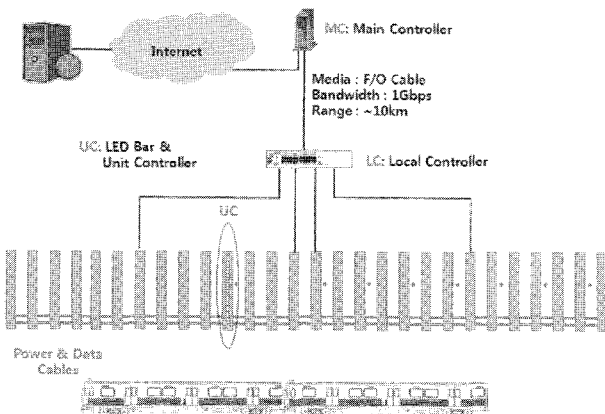 Internet
MC: Main Controller
Media : F/O Cable
Bandwidth : 1Gbps
Range : ~10km
UC: LED Bar &
Unit Controller
LC: Local Controller
UC
Power & Data
Cables